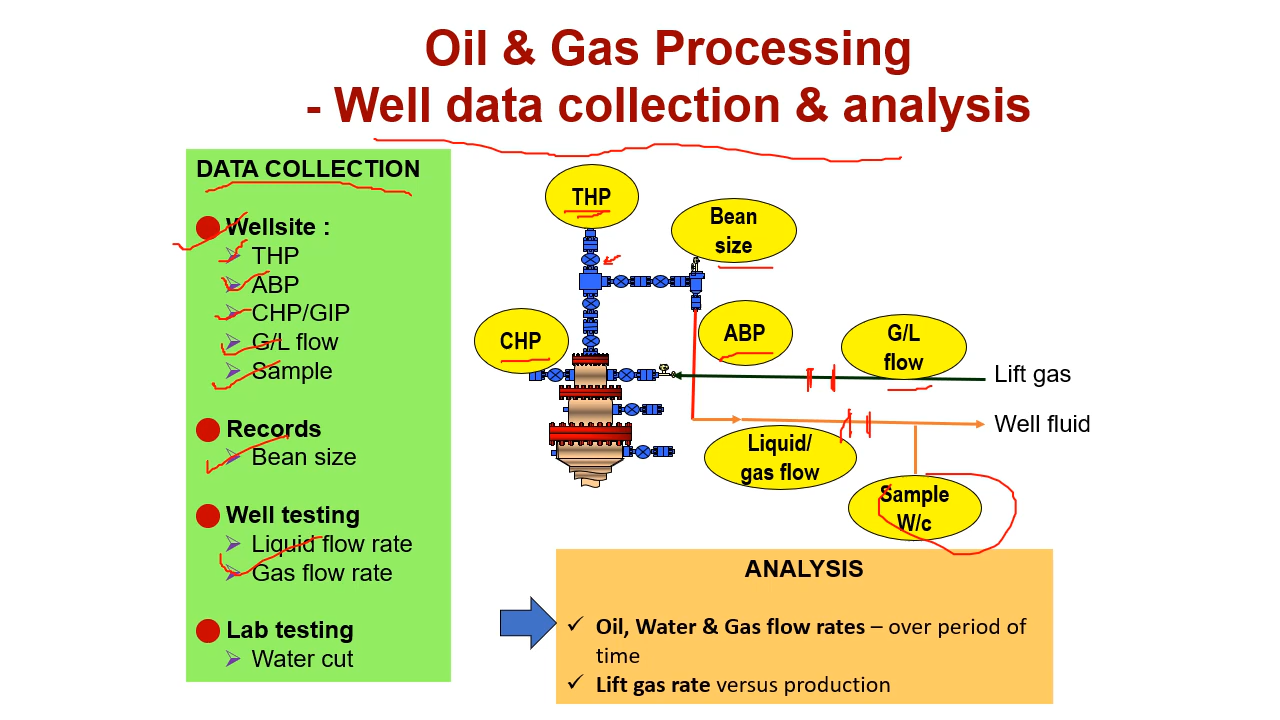 Oil & Gas Processing
- Well data collection & analysis
DATA COLLECTION
Wellsite :
THP
ABP
CHP/GIP
G/L flow
Sample
Records
Bean size
Well testing
Liquid flow rate
Gas flow rate
Lab testing
Water cut
THP
Bean
size
CHP
ABP
G/L
flow
Lift gas
Well fluid
Liquid/
gas flow
Sample
W/c
ANALYSIS
Oil, Water & Gas flow rates – over period of
time
Lift gas rate versus production